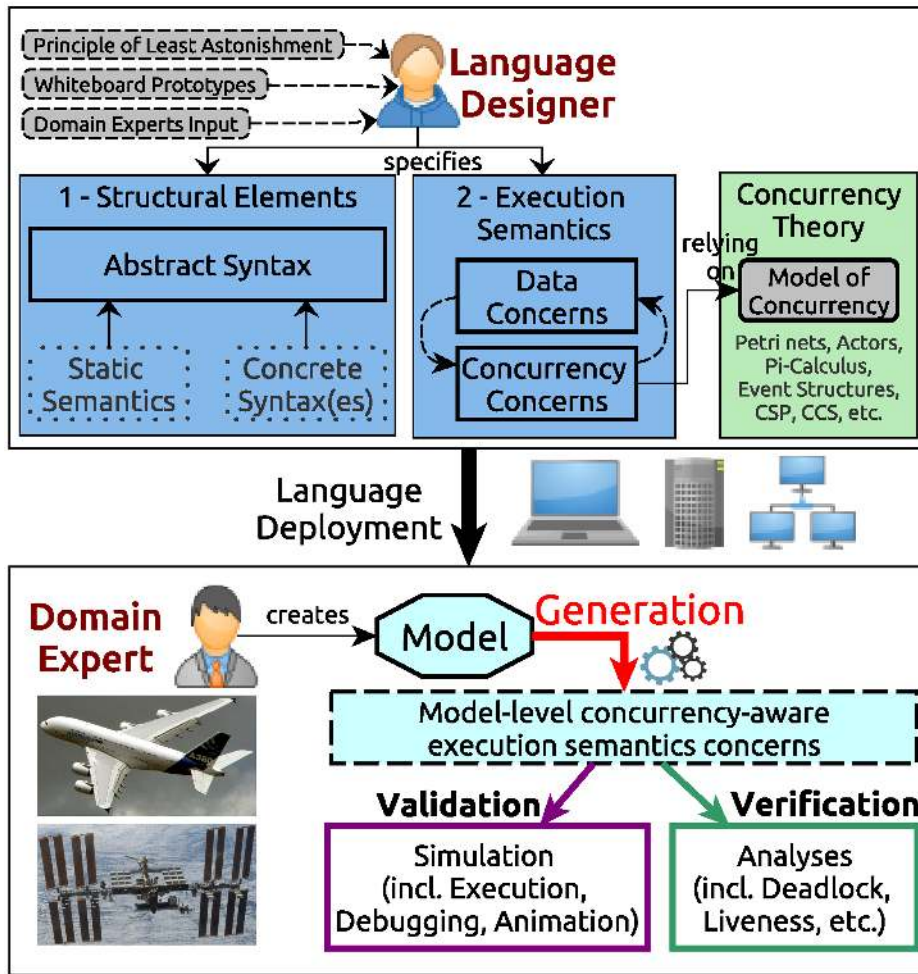 Principle of Least Astonishment
Whiteboard Prototypes
Domain Experts Input
Language
Designer
specifies
1 - Structural Elements
Abstract Syntax
Static
Semantics
Concrete
Syntax(es)
2 - Execution
Semantics
Data
Concerns
Concurrency
Concerns
relying
on
Concurrency
Theory
Model of
Concurrency
Petri nets, Actors,
Pi-Calculus,
Event Structures,
CSP, CCS, etc.
Language
Deployment
Domain
Expert
creates
Model
Generation
Model-level concurrency-aware
execution semantics concerns
Validation
Simulation
(incl. Execution,
Debugging, Animation)
Verification
Analyses
(incl. Deadlock,
Liveness, etc.)